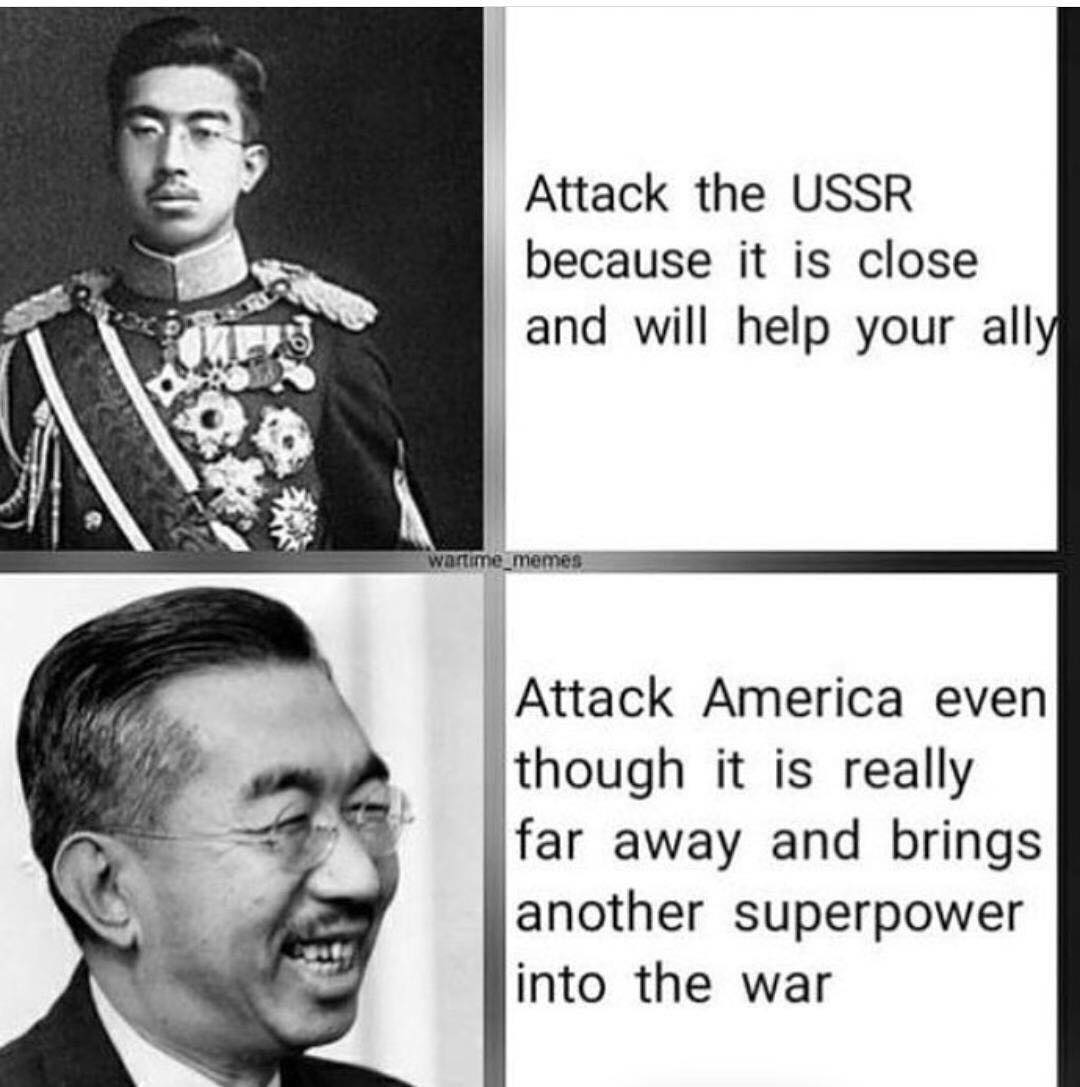 Attack the USSR
because it is close
and will help your ally
wartime_memes
Attack America even
though it is really
far away and brings
another superpower
into the war